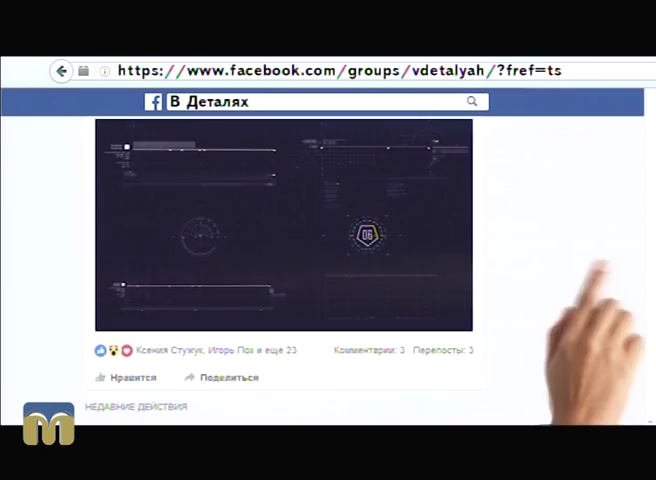 https://www.facebook.com/groups/vdetalyah/?fref=ts
В Деталях
06
Ксения Стужук, Игорь Пох и еще 23
Комментарии: 3 Перепосты: 3
Нравится Поделиться
НЕДАВНИЕ ДЕЙСТВИЯ